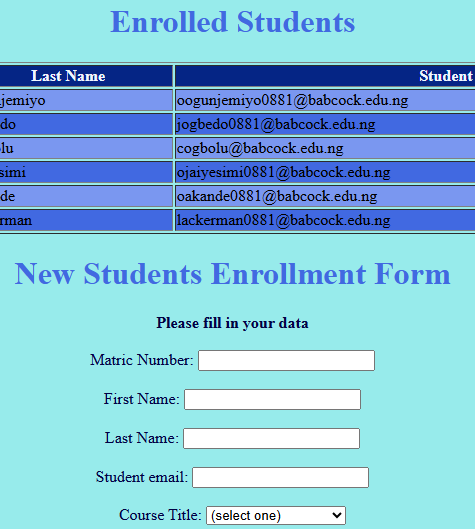 Enrolled Students
Last Name Student
jemiyo oogunjemiyo0881@babcock.edu.ng
do jogbedo0881@babcock.edu.ng
lu cogbolu@babcock.edu.ng
simi ojaiyesimi0881@babcock.edu.ng
de oakande0881@babcock.edu.ng
rman lackerman0881@babcock.edu.ng
New Students Enrollment Form
Please fill in your data
Matric Number:
First Name:
Last Name:
Student email:
Course Title: (select one)